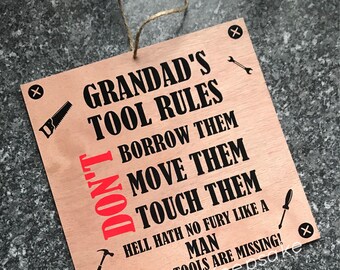 GRANDAD'S
TOOL RULES
DON'T
BORROW THEM
MOVE THEM
TOUCH THEM
HELL HATH NO FURY LIKE A
MAN
TOOLS ARE MISSING!